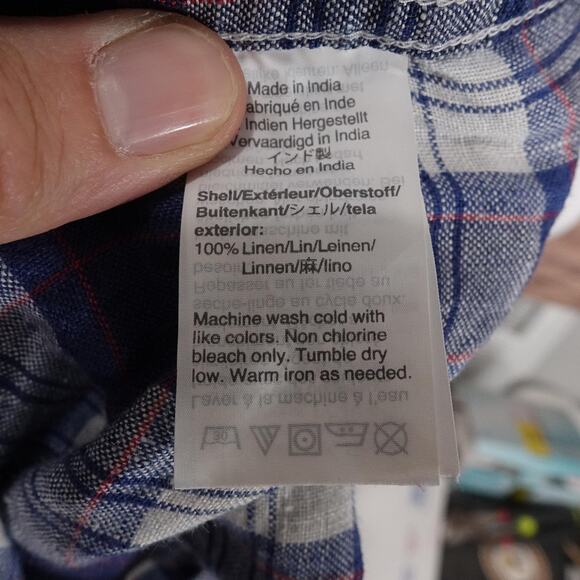 Made in India
abriqué en Inde
Indien Hergestellt
ervaardigd in India
インド製
Hecho en India
Shell/Extérieur/Oberstoff/
Buitenkant/シェル/tela
exterior:
100% Linen/Lin/Leinen/
Linnen/麻/lino
Machine wash cold with
like colors. Non chlorine
bleach only. Tumble dry
low. Warm iron as needed.